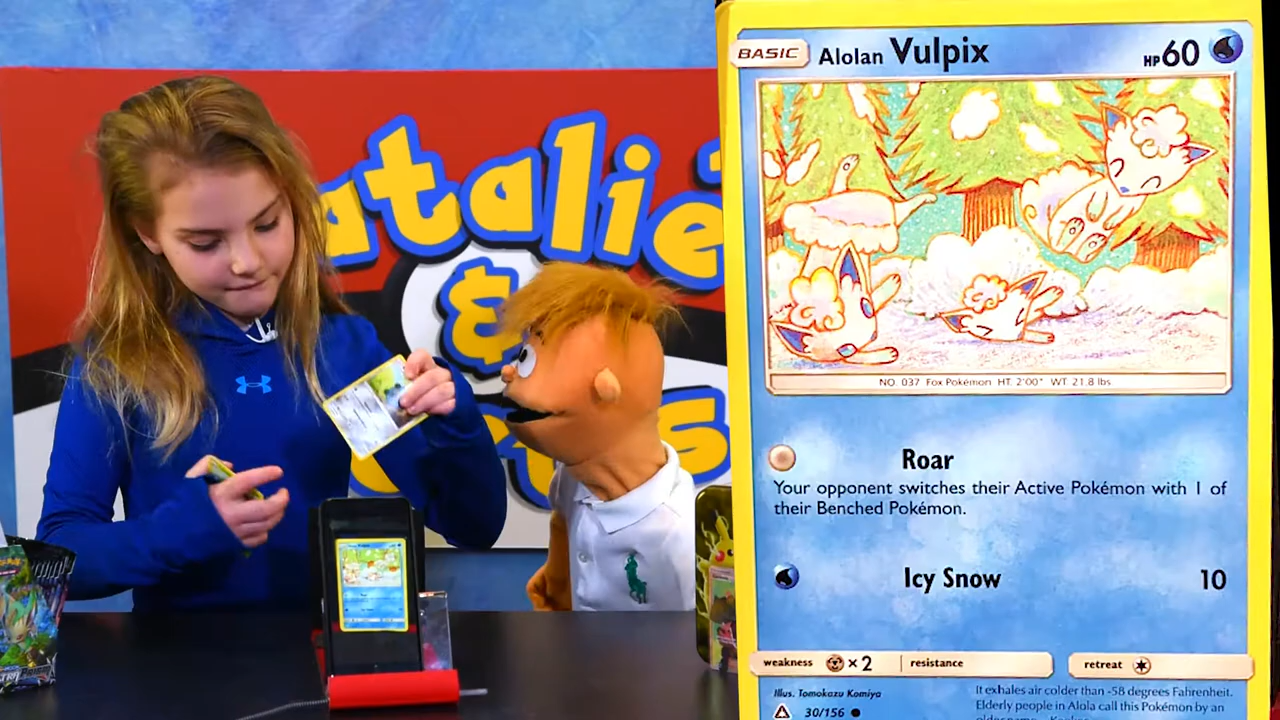 atalie
&
BASIC Alolan Vulpix HP60
NO. 037 Fox Pokémon HT. 2'00" WT. 21.8 lbs.
Roar
Your opponent switches their Active Pokémon with 1 of
their Benched Pokémon.
Icy Snow 10
weakness ×2 resistance retreat
Illus. Tomokazu Komiya
30/156
It exhales air colder than -58 degrees Fahrenheit.
Elderly people in Alola call this Pokémon by an